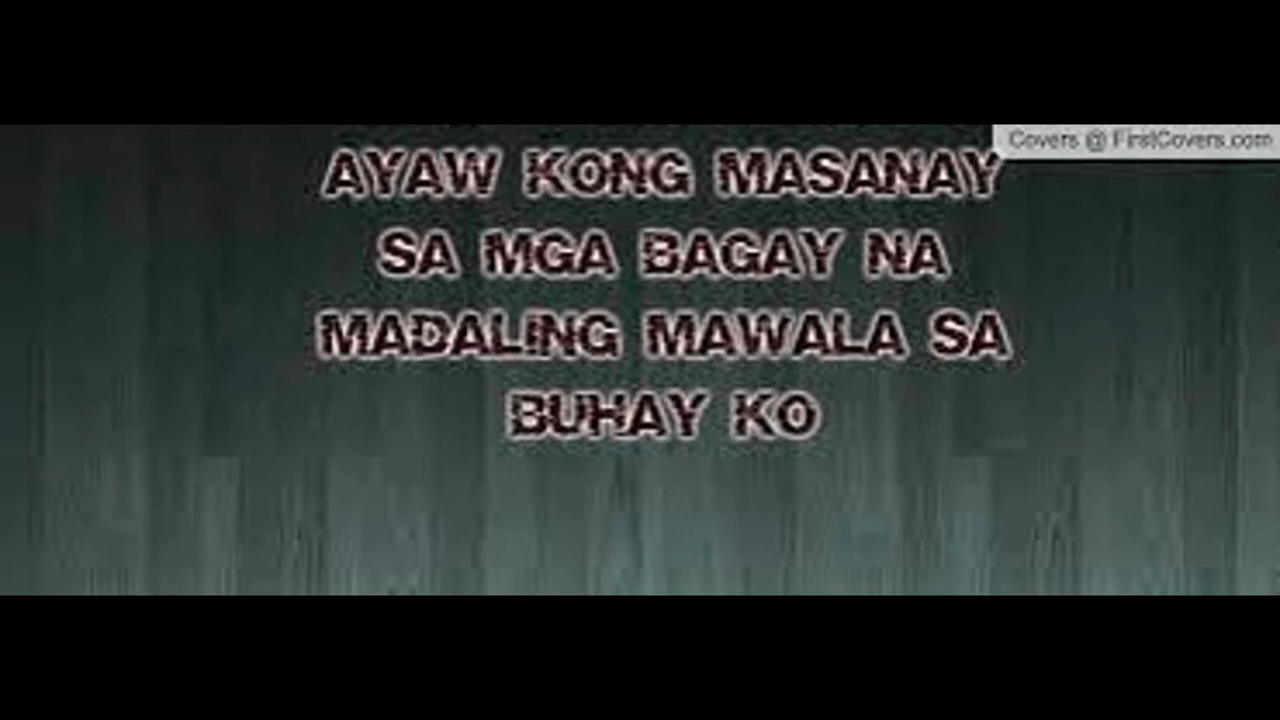 Covers @ FirstCovers.com
AYAW KONG MASANAY
SA MGA BAGAY NA
MADALING MAWALA SA
BUHAY KO